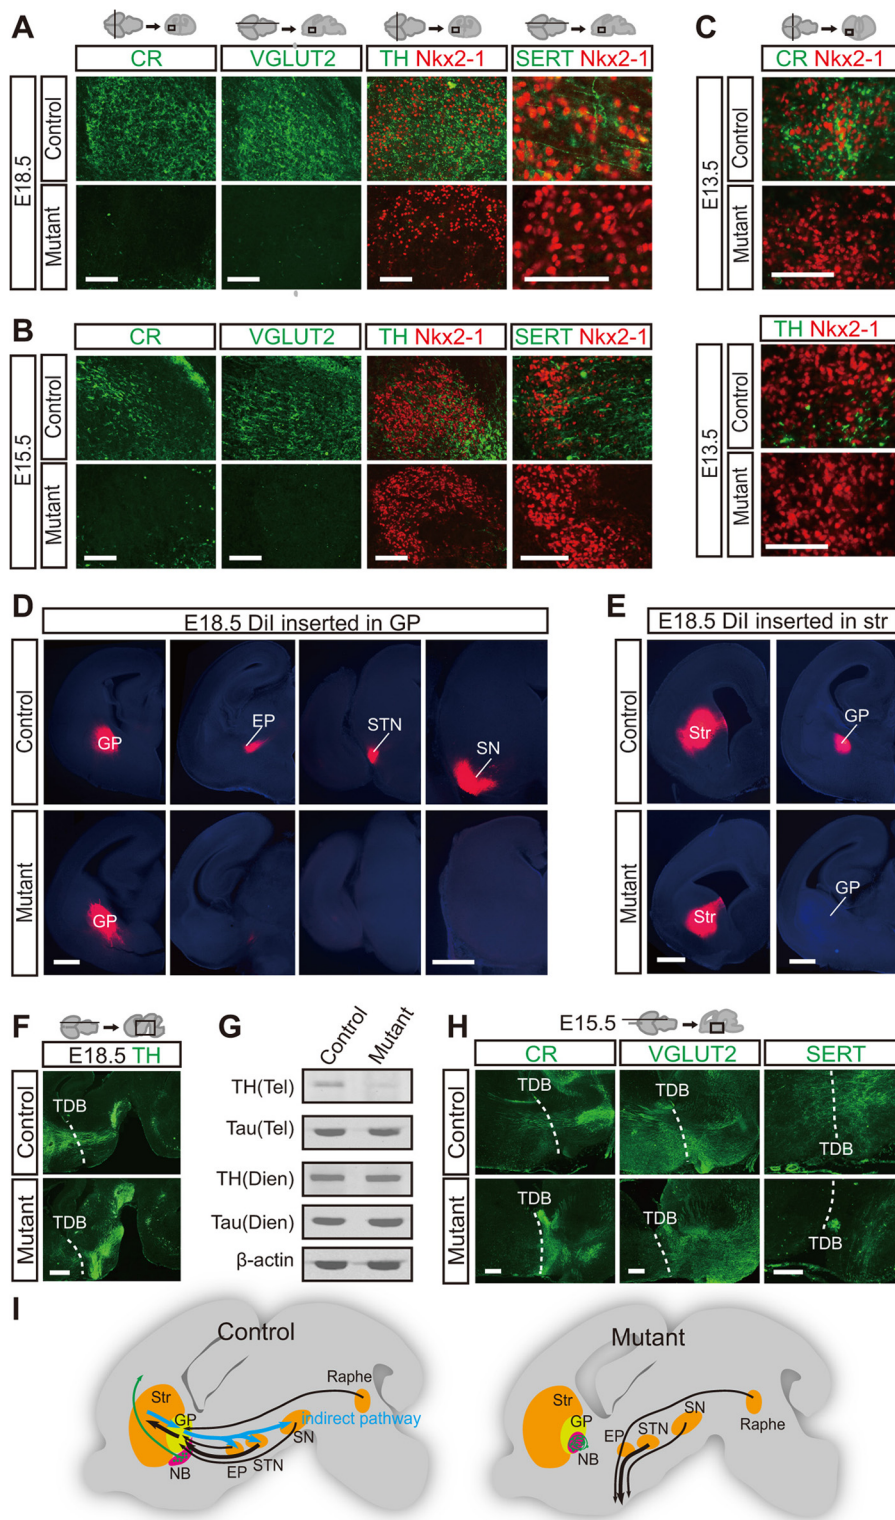 A
CR
VGLUT2
TH Nkx2-1
SERT Nkx2-1
E18.5
Control
Mutant
C
CR Nkx2-1
E13.5
Control
Mutant
B
CR
VGLUT2
TH Nkx2-1
SERT Nkx2-1
E15.5
Control
Mutant
TH Nkx2-1
E13.5
Control
Mutant
D
E18.5 DiI inserted in GP
Control
GP
EP
STN
SN
Mutant
GP
E
E18.5 DiI inserted in str
Control
Str
GP
Mutant
Str
GP
F
E18.5 TH
Control
TDB
Mutant
TDB
G
Control
Mutant
TH(Tel)
Tau(Tel)
TH(Dien)
Tau(Dien)
β-actin
H
E15.5
CR
VGLUT2
SERT
Control
TDB
TDB
TDB
Mutant
TDB
TDB
TDB
I
Control
Str
GP
Raphe
indirect pathway
SN
NB
EP
STN
Mutant
Str
GP
NB
EP
STN
SN
Raphe